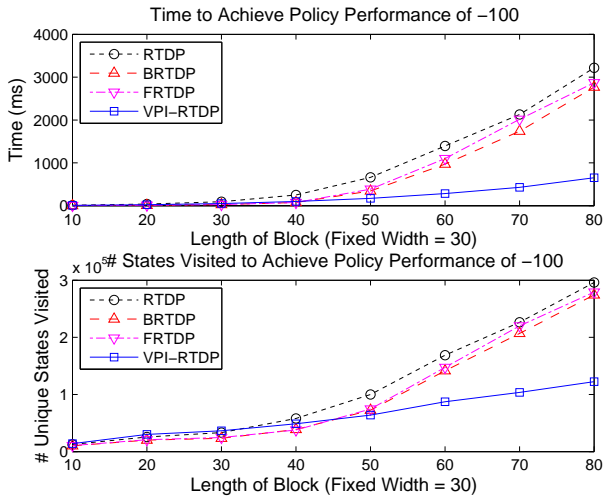 Time to Achieve Policy Performance of −100
4000
3000
2000
1000
0
Time (ms)
RTDP
BRTDP
FRTDP
VPI−RTDP
10 20 30 40 50 60 70 80
Length of Block (Fixed Width = 30)
x 10^5
# States Visited to Achieve Policy Performance of −100
3
2
1
0
# Unique States Visited
RTDP
BRTDP
FRTDP
VPI−RTDP
10 20 30 40 50 60 70 80
Length of Block (Fixed Width = 30)